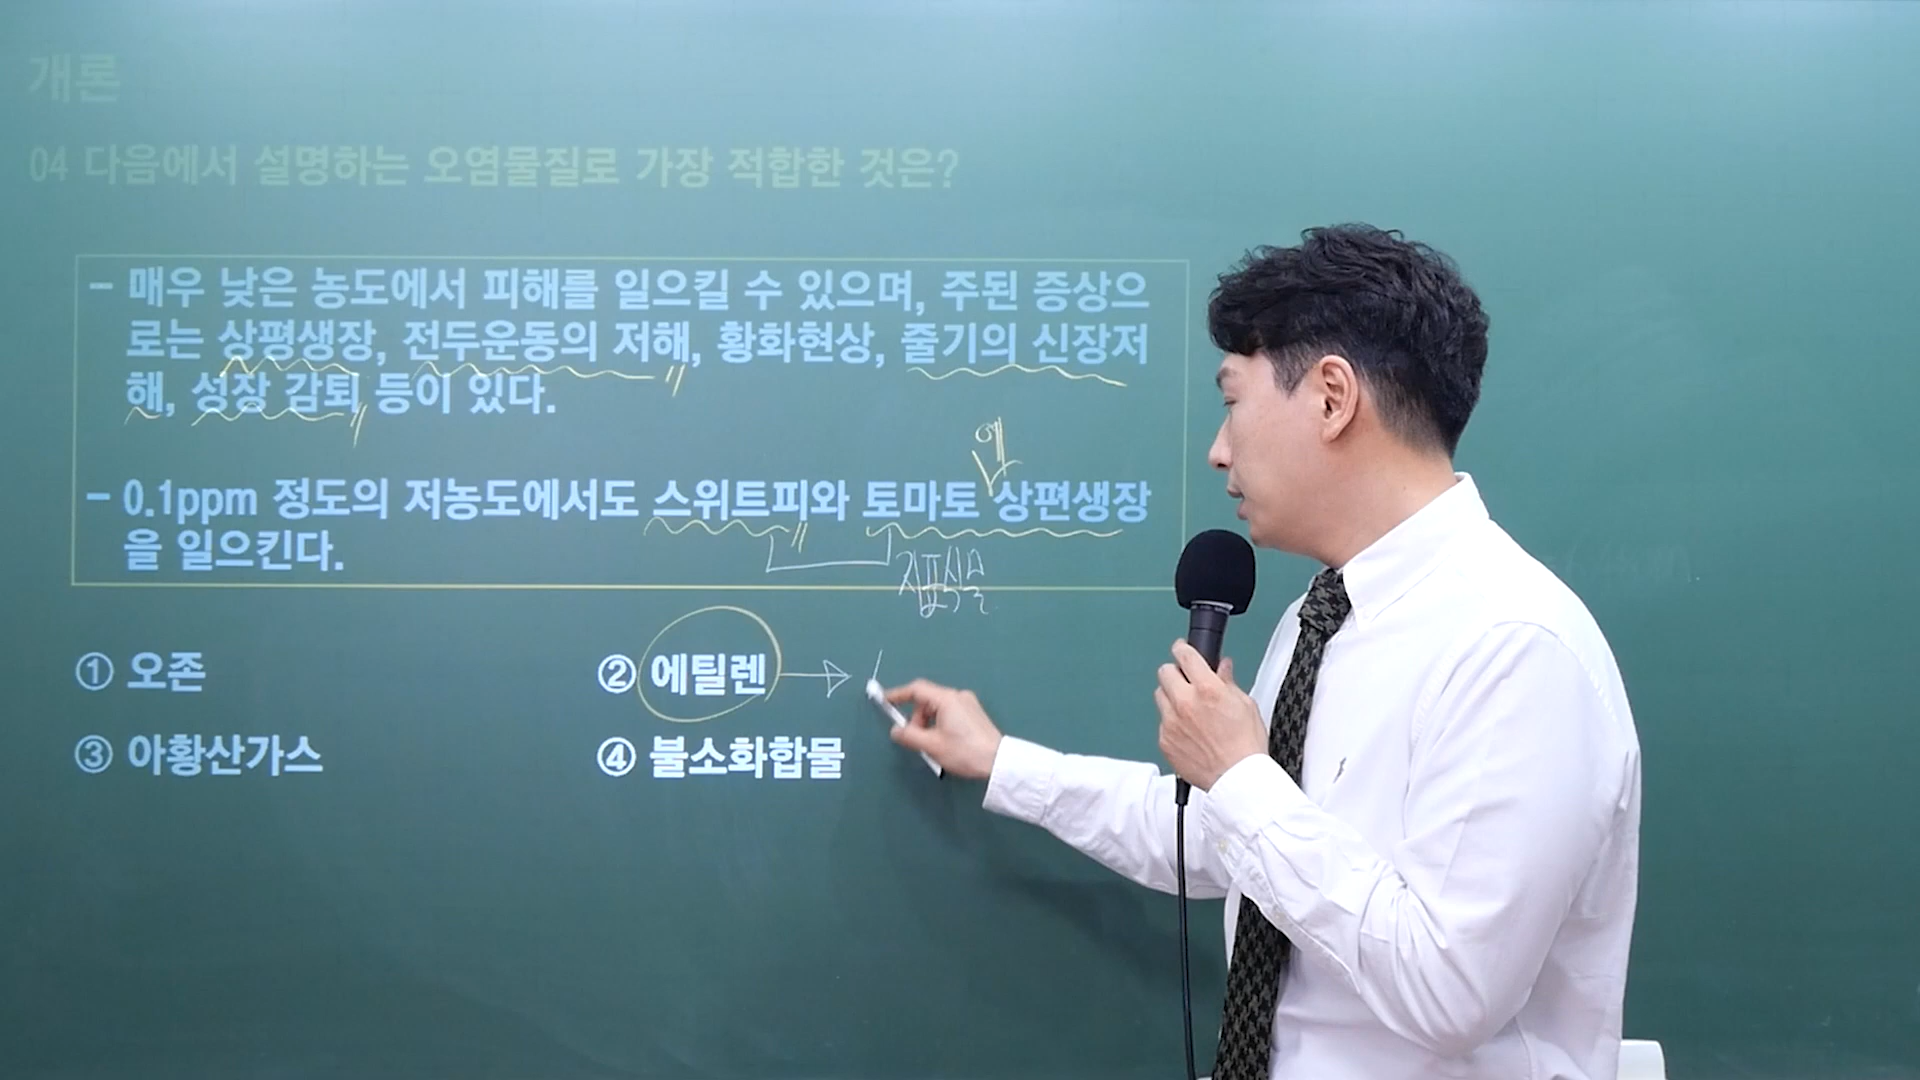 개론
04 다음에서 설명하는 오염물질로 가장 적합한 것은?
- 매우 낮은 농도에서 피해를 일으킬 수 있으며, 주된 증상으
로는 상평생장, 전두운동의 저해, 황화현상, 줄기의 신장저
해, 성장 감퇴 등이 있다.
엽
- 0.1ppm 정도의 저농도에서도 스위트피와 토마토 상편생장
을 일으킨다.
지표식물
① 오존
② 에틸렌 →
③ 아황산가스
④ 불소화합물